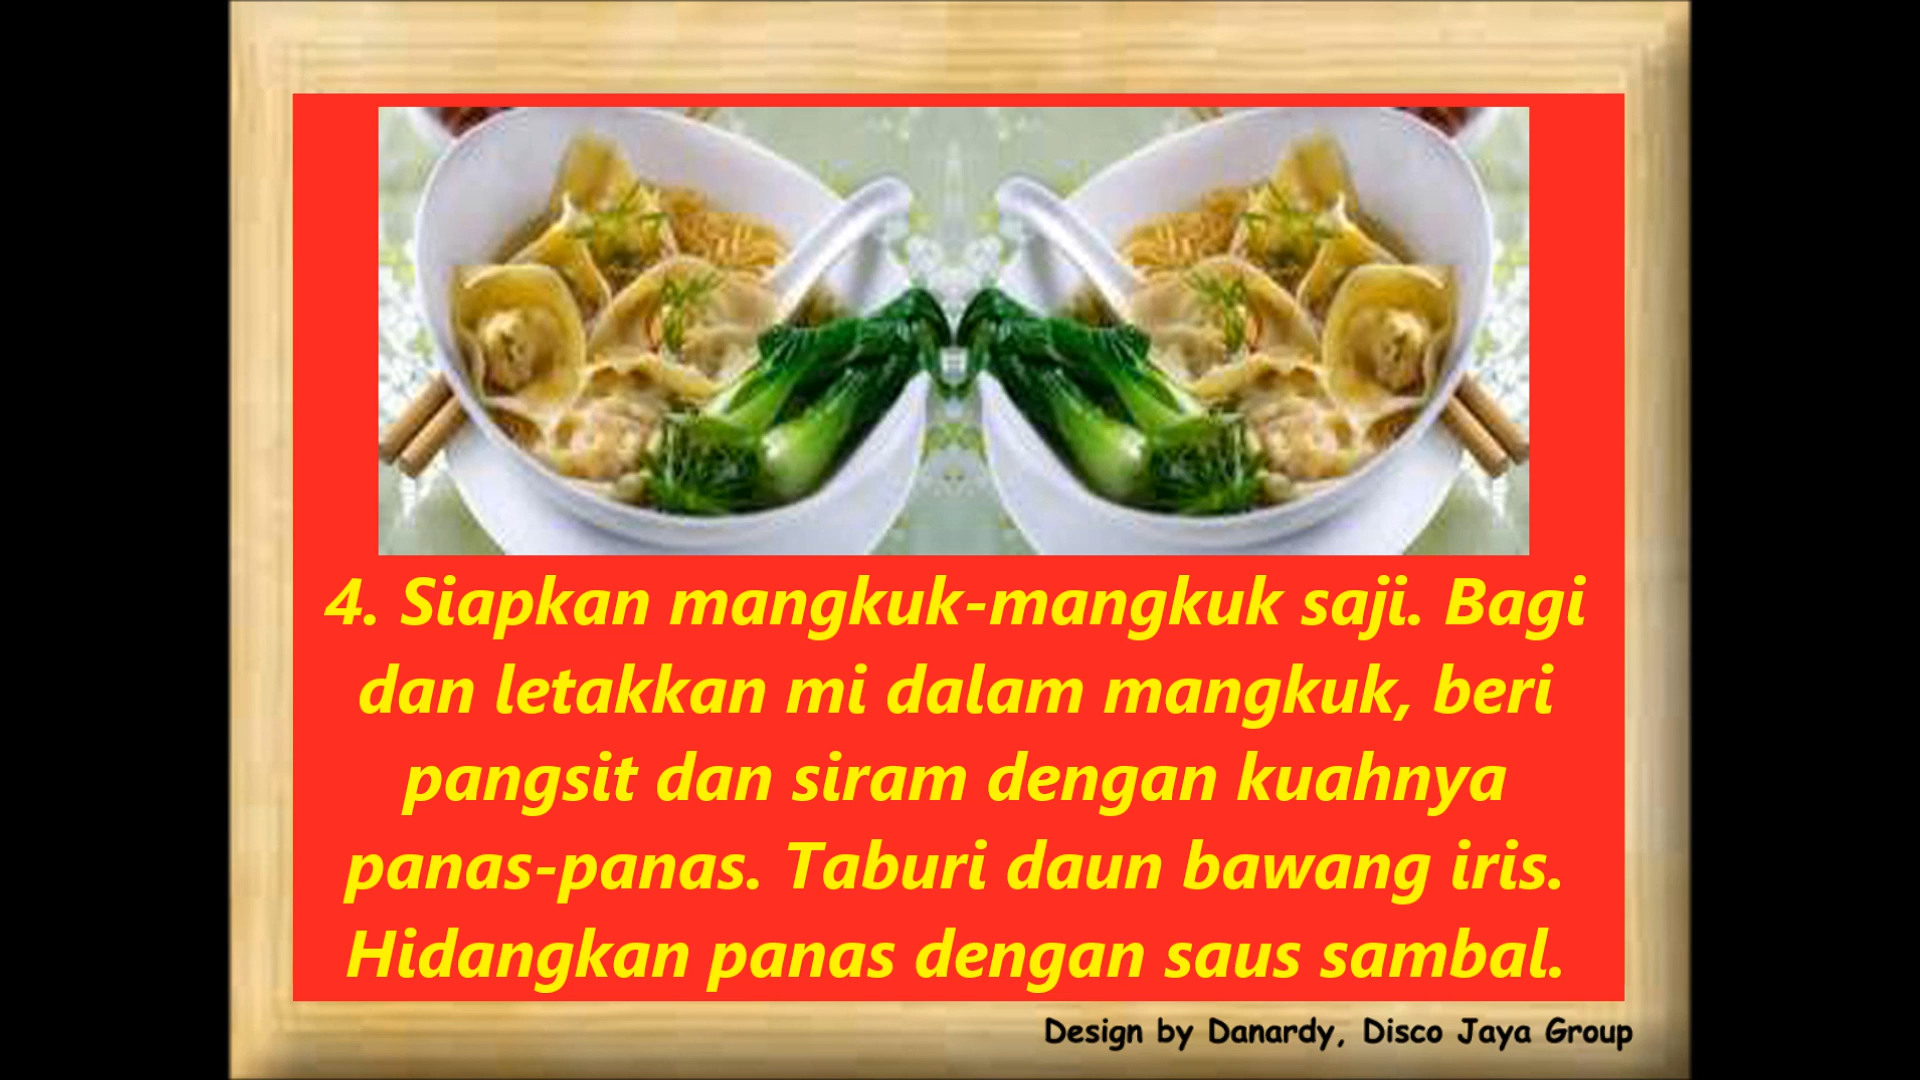 4. Siapkan mangkuk-mangkuk saji. Bagi
dan letakkan mi dalam mangkuk, beri
pangsit dan siram dengan kuahnya
panas-panas. Taburi daun bawang iris.
Hidangkan panas dengan saus sambal.
Design by Danardy, Disco Jaya Group